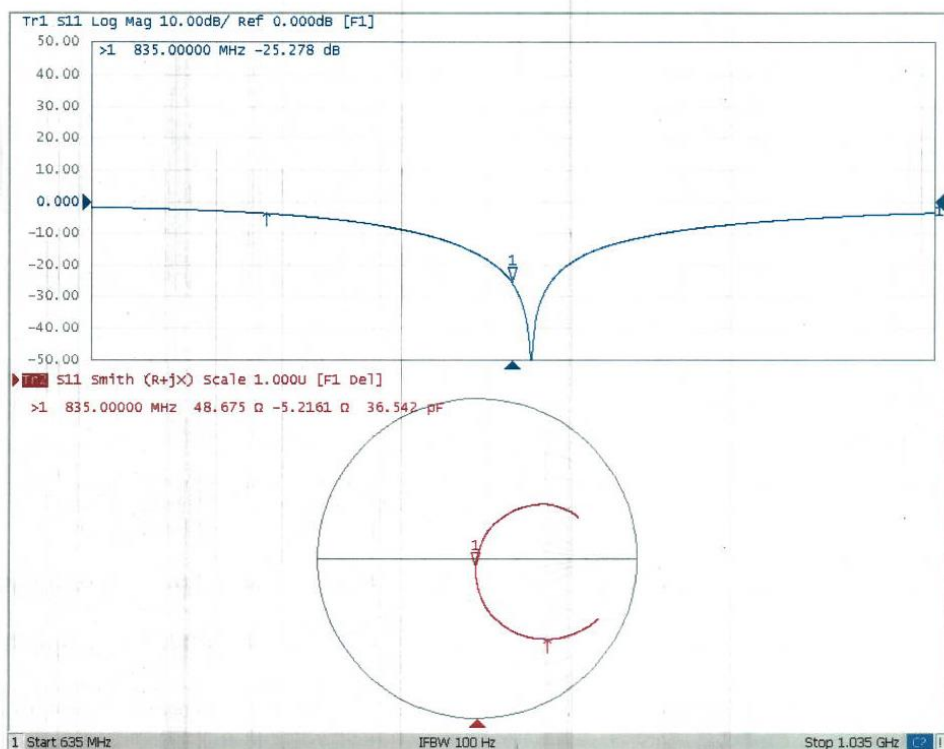 Tr1 S11 Log Mag 10.00dB/ Ref 0.000dB [F1]
50.00
>1 835.00000 MHz -25.278 dB
40.00
30.00
20.00
10.00
0.000
-10.00
-20.00
1
-30.00
-40.00
-50.00
Tr2 S11 Smith (R+jX) Scale 1.000U [F1 Del]
>1 835.00000 MHz 48.675 Ω -5.2161 Ω 36.542 pF
1
1 Start 635 MHz IFBW 100 Hz Stop 1.035 GHz C?